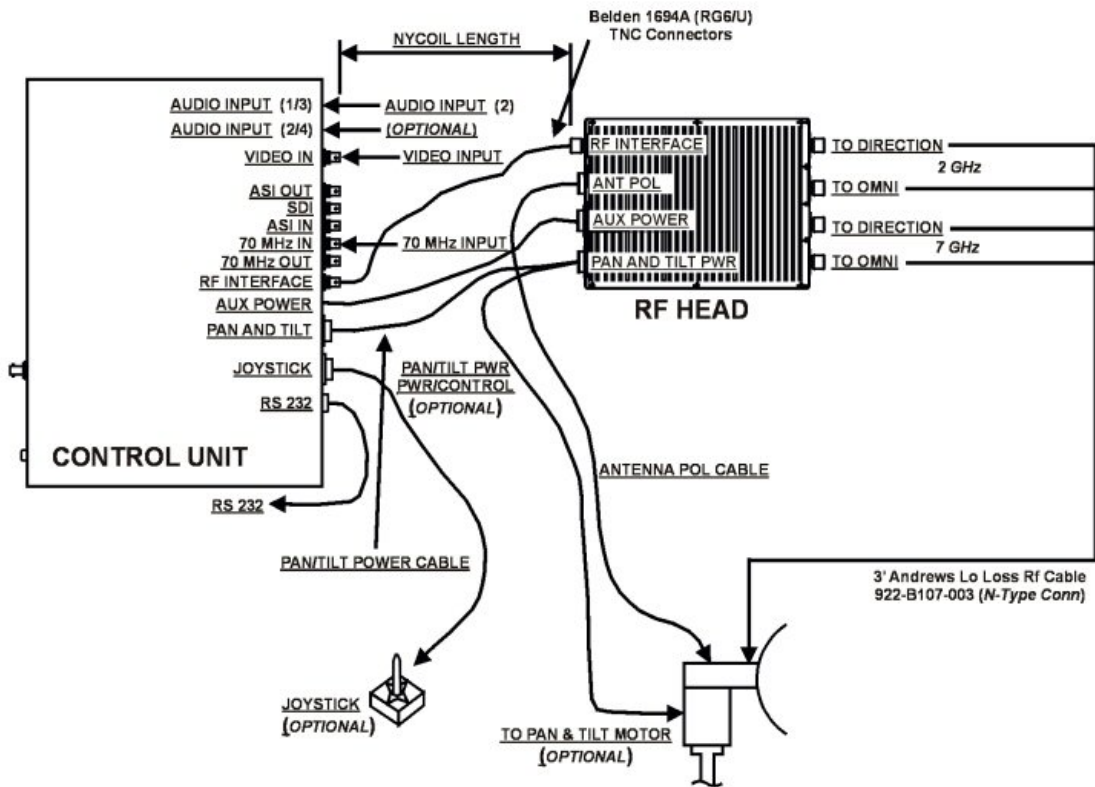 Belden 1694A (RG6/U)
TNC Connectors
NYCOIL LENGTH
AUDIO INPUT (1/3)
AUDIO INPUT (2)
AUDIO INPUT (2/4)
(OPTIONAL)
VIDEO IN
VIDEO INPUT
ASI OUT
SDI
ASI IN
70 MHz IN
70 MHz INPUT
70 MHz OUT
RF INTERFACE
AUX POWER
PAN AND TILT
JOYSTICK
RS 232
CONTROL UNIT
RS 232
RF INTERFACE
ANT POL
AUX POWER
PAN AND TILT PWR
RF HEAD
TO DIRECTION
2 GHz
TO OMNI
TO DIRECTION
7 GHz
TO OMNI
PAN/TILT PWR
PWR/CONTROL
(OPTIONAL)
ANTENNA POL CABLE
PAN/TILT POWER CABLE
3' Andrews Lo Loss Rf Cable
922-B107-003 (N-Type Conn)
JOYSTICK
(OPTIONAL)
TO PAN & TILT MOTOR
(OPTIONAL)